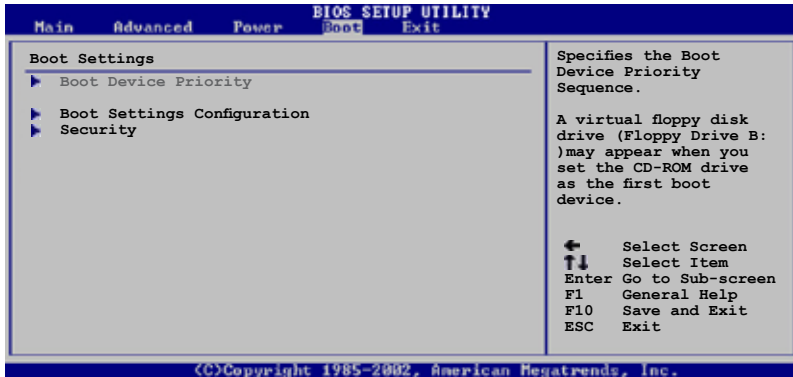 BIOS SETUP UTILITY
Main Advanced Power Boot Exit
Boot Settings
Boot Device Priority
Boot Settings Configuration
Security
Specifies the Boot
Device Priority
Sequence.
A virtual floppy disk
drive (Floppy Drive B:
)may appear when you
set the CD-ROM drive
as the first boot
device.
← Select Screen
↑↓ Select Item
Enter Go to Sub-screen
F1 General Help
F10 Save and Exit
ESC Exit
(C)Copyright 1985-2002, American Megatrends, Inc.